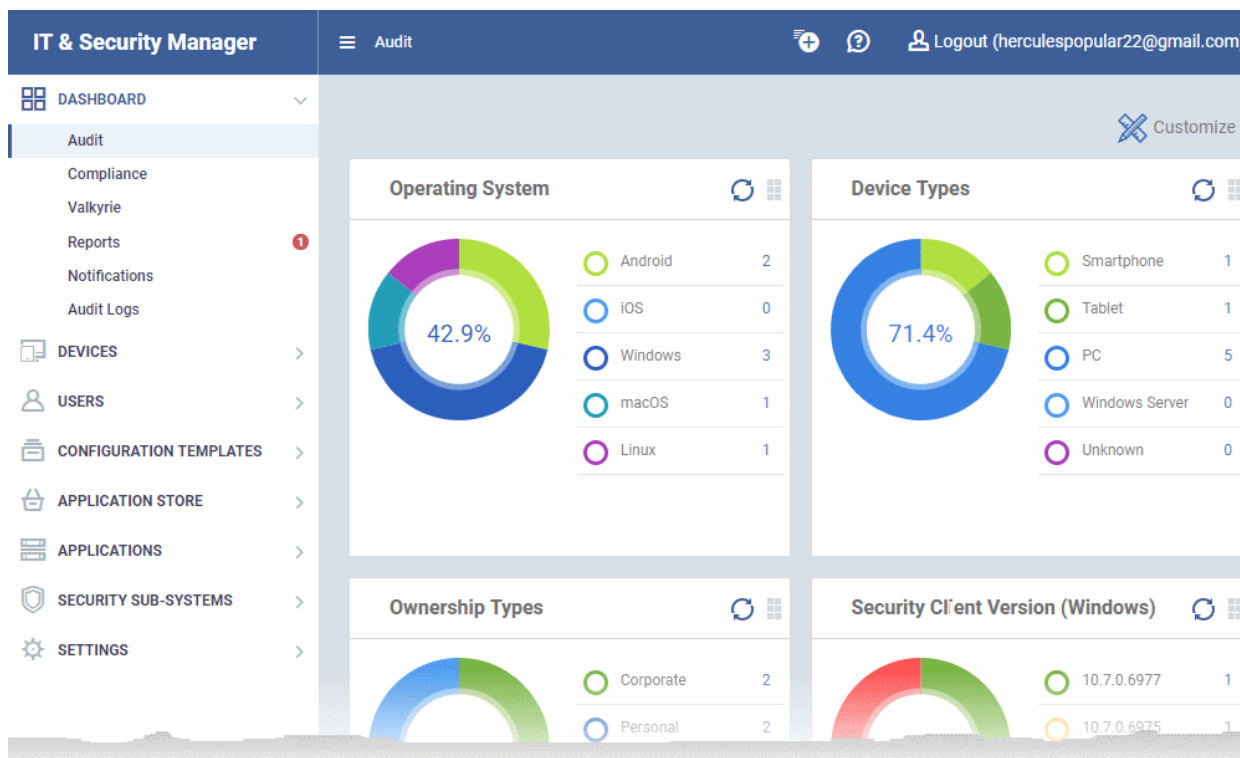 IT & Security Manager
Audit
Logout (herculespopular22@gmail.com)
DASHBOARD
Audit
Compliance
Valkyrie
Reports 1
Notifications
Audit Logs
DEVICES
USERS
CONFIGURATION TEMPLATES
APPLICATION STORE
APPLICATIONS
SECURITY SUB-SYSTEMS
SETTINGS
Customize
Operating System
42.9%
Android 2
iOS 0
Windows 3
macOS 1
Linux 1
Device Types
71.4%
Smartphone 1
Tablet 1
PC 5
Windows Server 0
Unknown 0
Ownership Types
Corporate 2
Personal 2
Security Client Version (Windows)
10.7.0.6977 1
10.7.0.6975 1